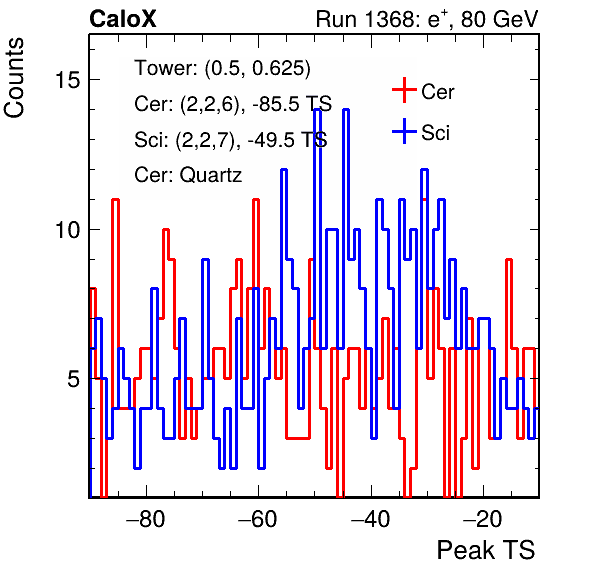 CaloX Run 1368: e⁺, 80 GeV
Counts
Tower: (0.5, 0.625)
Cer: (2,2,6), -85.5 TS
Sci: (2,2,7), -49.5 TS
Cer: Quartz
Cer
Sci
15
10
5
−80 −60 −40 −20
Peak TS